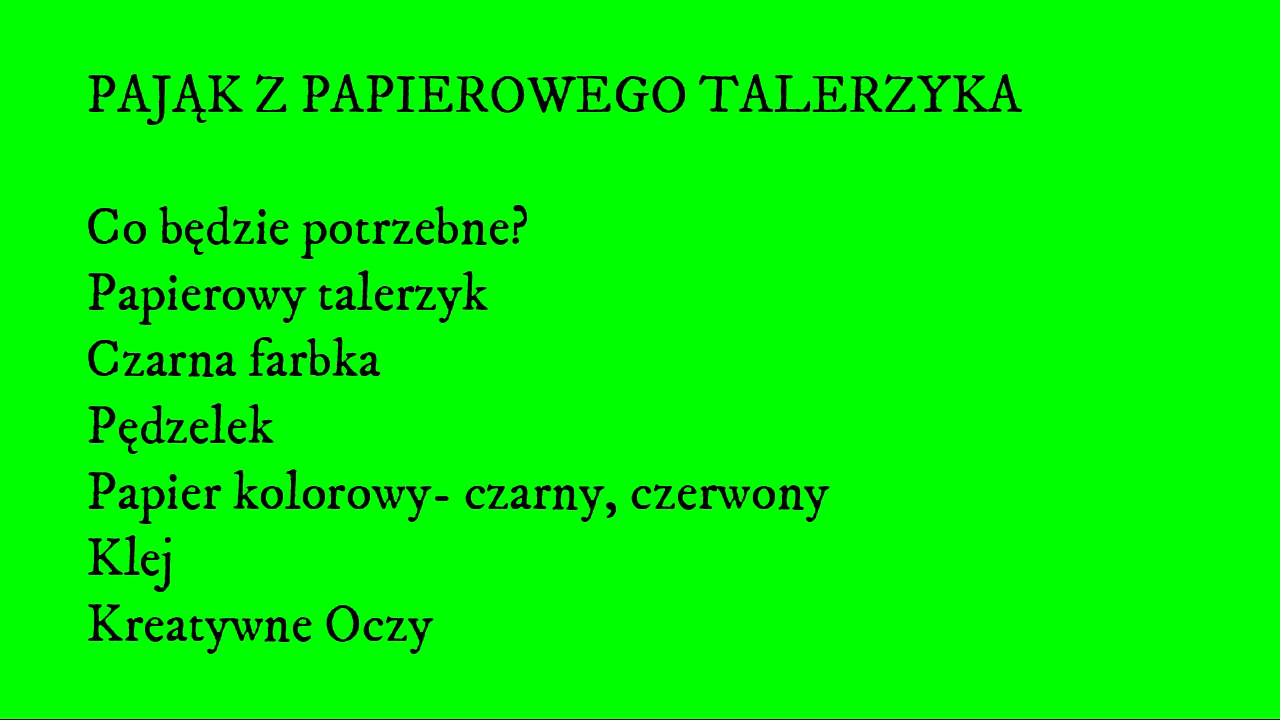 PAJĄK Z PAPIEROWEGO TALERZYKA
Co będzie potrzebne?
Papierowy talerzyk
Czarna farbka
Pędzelek
Papier kolorowy- czarny, czerwony
Klej
Kreatywne Oczy